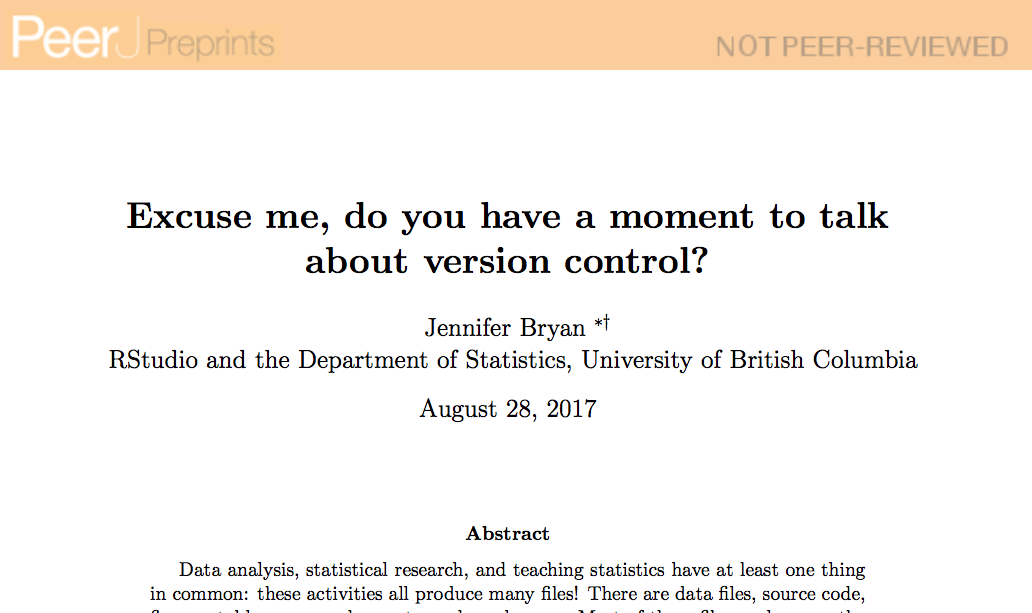 PeerJ Preprints
NOT PEER-REVIEWED
Excuse me, do you have a moment to talk
about version control?
Jennifer Bryan *†
RStudio and the Department of Statistics, University of British Columbia
August 28, 2017
Abstract
Data analysis, statistical research, and teaching statistics have at least one thing
in common: these activities all produce many files! There are data files, source code,